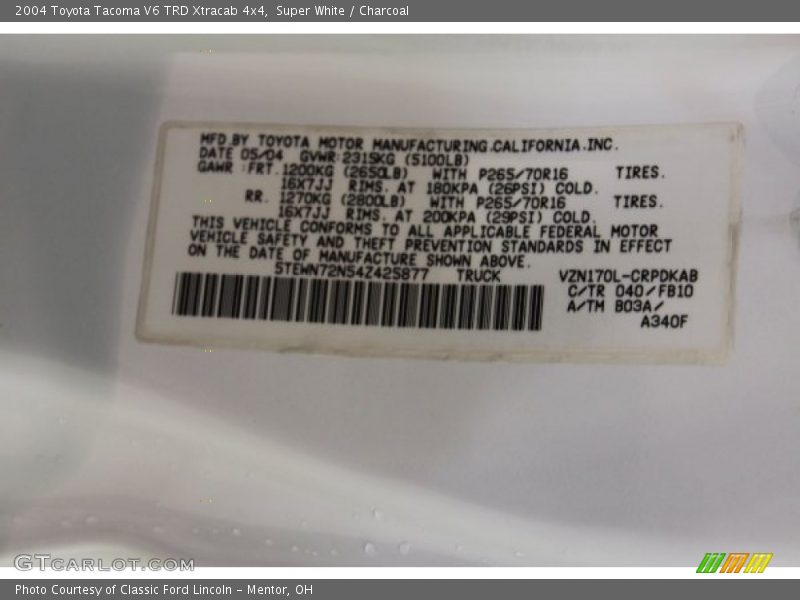 2004 Toyota Tacoma V6 TRD Xtracab 4x4,  Super White / Charcoal
MFD.BY TOYOTA MOTOR MANUFACTURING.CALIFORNIA.INC.
DATE 05/04 GVWR:2315KG (5100LB)
GAWR :FRT.1200KG (2650LB) WITH P265/70R16 TIRES.
16X7JJ RIMS. AT 180KPA (26PSI) COLD.
RR. 1270KG (2800LB) WITH P265/70R16 TIRES.
16X7JJ RIMS. AT 200KPA (29PSI) COLD.
THIS VEHICLE CONFORMS TO ALL APPLICABLE FEDERAL MOTOR
VEHICLE SAFETY AND THEFT PREVENTION STANDARDS IN EFFECT
ON THE DATE OF MANUFACTURE SHOWN ABOVE.
5TEWN72N54Z425877 TRUCK VZN170L-CRPDKAB
C/TR 040/FB10
A/TM B03A/
A340F
GTCARLOT.COM
Photo Courtesy of Classic Ford Lincoln - Mentor, OH